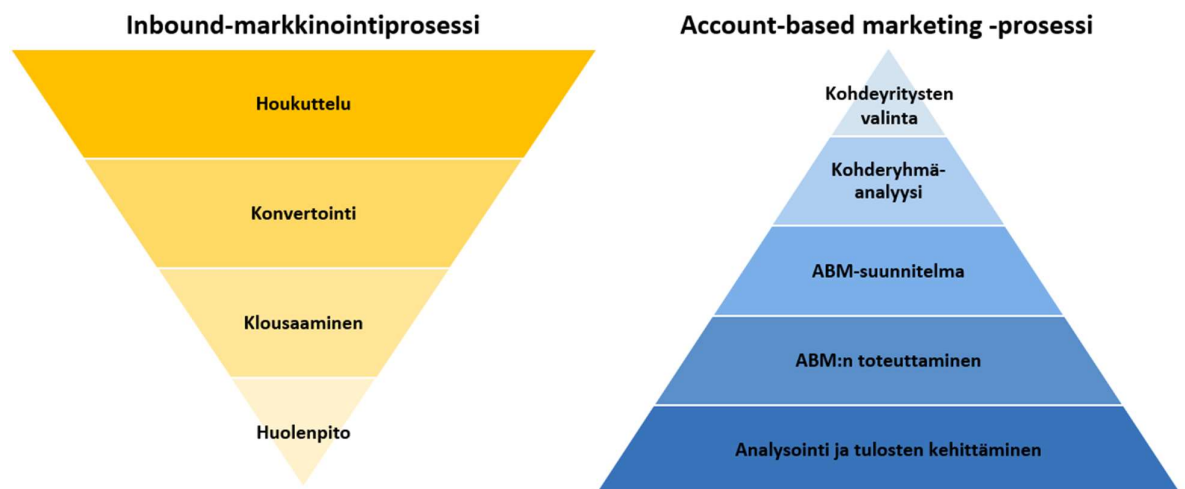 Inbound-markkinointiprosessi
Houkuttelu
Konvertointi
Klousaaminen
Huolenpito
Account-based marketing -prosessi
Kohdeyritysten
valinta
Kohderyhmä-
analyysi
ABM-suunnitelma
ABM:n toteuttaminen
Analysointi ja tulosten kehittäminen